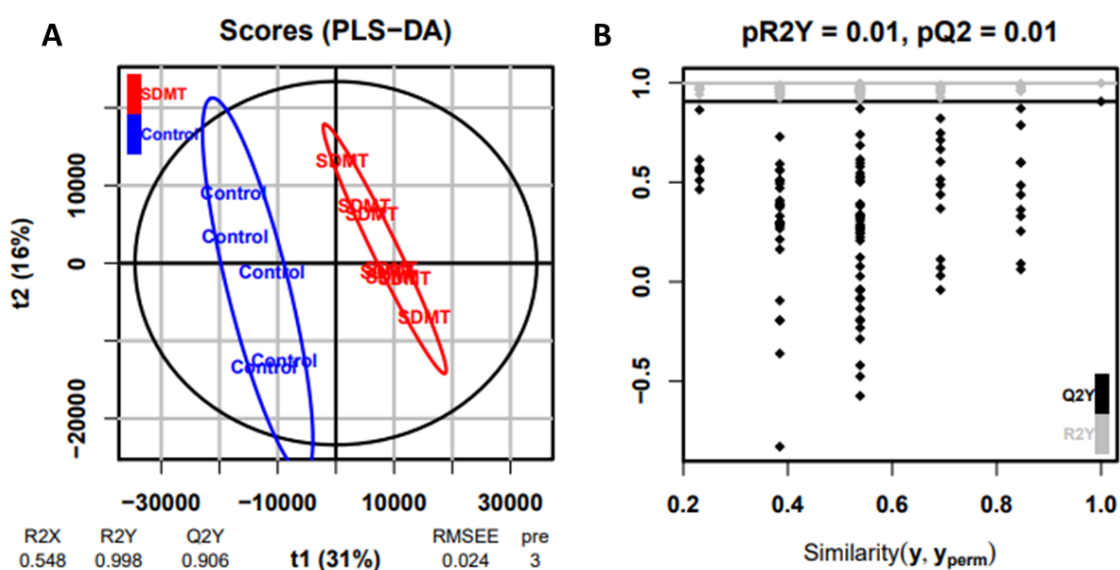 A
Scores (PLS−DA)
SDMT
Control
SDMT
SDMT
SDMT
SDMT
SDMT
SDMT
SDMT
SDMT
Control
Control
Control
Control
Control
t2 (16%)
10000
0
−20000
−30000
−10000
10000
30000
t1 (31%)
R2X
0.548
R2Y
0.998
Q2Y
0.906
RMSEE
0.024
pre
3
B
pR2Y = 0.01, pQ2 = 0.01
1.0
0.5
0.0
−0.5
Q2Y
R2Y
0.2
0.4
0.6
0.8
1.0
Similarity(y, yperm)